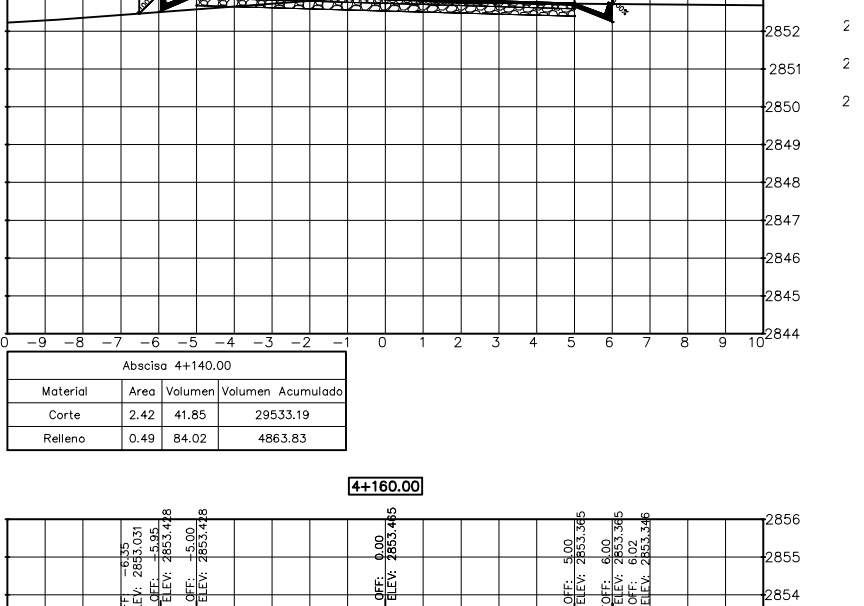 2852
2851
2850
2849
2848
2847
2846
2845
2844
0 -9 -8 -7 -6 -5 -4 -3 -2 -1 0 1 2 3 4 5 6 7 8 9 10
Abscisa 4+140.00
Material Area Volumen Volumen Acumulado
Corte 2.42 41.85 29533.19
Relleno 0.49 84.02 4863.83
4+160.00
-6.35
2853.031
OFF: -5.95
ELEV: 2853.428
OFF: -5.00
ELEV: 2853.428
OFF: 0.00
ELEV: 2853.465
OFF: 5.00
ELEV: 2853.365
OFF: 6.00
ELEV: 2853.365
OFF: 6.02
ELEV: 2853.346
2856
2855
2854